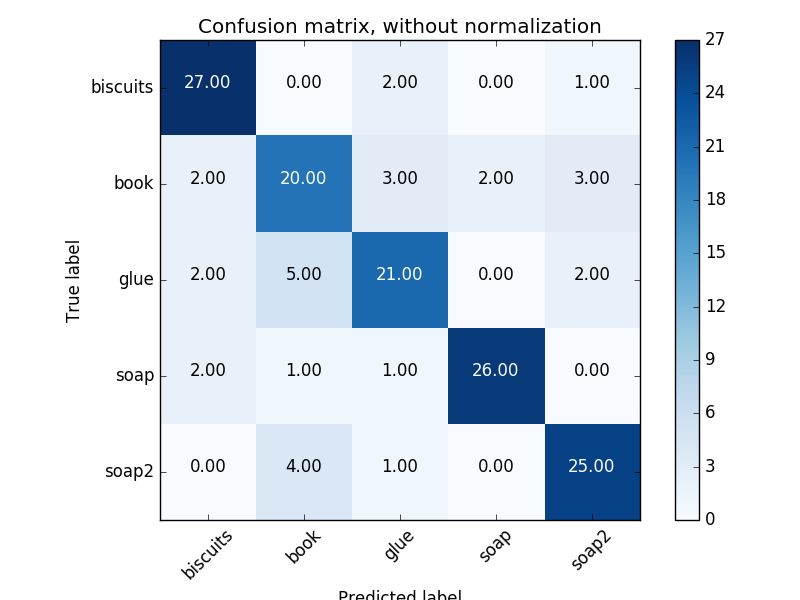 Confusion matrix, without normalization
biscuits 27.00 0.00 2.00 0.00 1.00
book 2.00 20.00 3.00 2.00 3.00
glue 2.00 5.00 21.00 0.00 2.00
soap 2.00 1.00 1.00 26.00 0.00
soap2 0.00 4.00 1.00 0.00 25.00
biscuits book glue soap soap2
True label
Predicted label
27
24
21
18
15
12
9
6
3
0